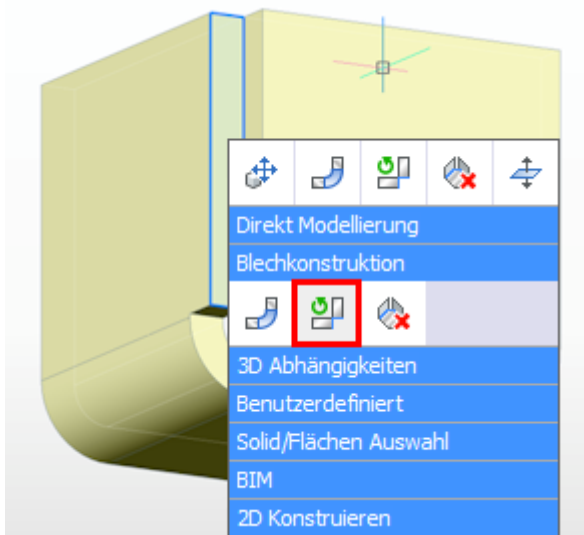 Direkt Modellierung
Blechkonstruktion
3D Abhängigkeiten
Benutzerdefiniert
Solid/Flächen Auswahl
BIM
2D Konstruieren